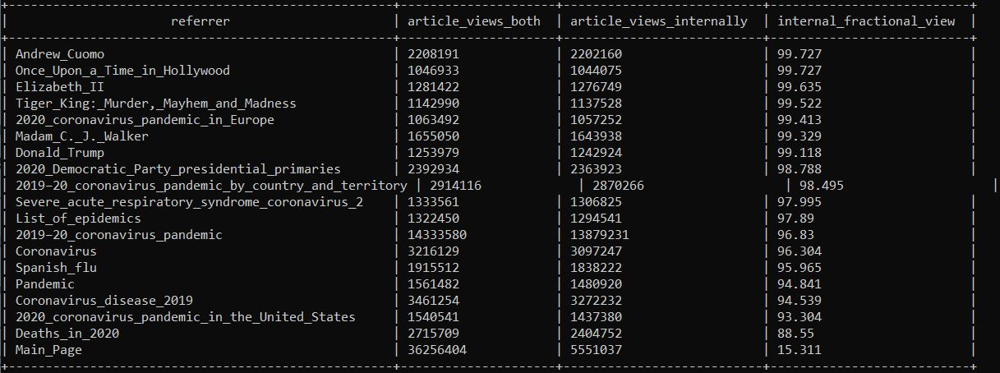 +---------------------------------------------------+---------------------+--------------------------+---------------------------+
| referrer | article_views_both | article_views_internally | internal_fractional_view |
+---------------------------------------------------+---------------------+--------------------------+---------------------------+
| Andrew_Cuomo | 2208191 | 2202160 | 99.727 |
| Once_Upon_a_Time_in_Hollywood | 1046933 | 1044075 | 99.727 |
| Elizabeth_II | 1281422 | 1276749 | 99.635 |
| Tiger_King:_Murder,_Mayhem_and_Madness | 1142990 | 1137528 | 99.522 |
| 2020_coronavirus_pandemic_in_Europe | 1063492 | 1057252 | 99.413 |
| Madam_C._J._Walker | 1655050 | 1643938 | 99.329 |
| Donald_Trump | 1253979 | 1242924 | 99.118 |
| 2020_Democratic_Party_presidential_primaries | 2392934 | 2363923 | 98.788 |
| 2019–20_coronavirus_pandemic_by_country_and_territory | 2914116 | 2870266 | 98.495 |
| Severe_acute_respiratory_syndrome_coronavirus_2 | 1333561 | 1306825 | 97.995 |
| List_of_epidemics | 1322450 | 1294541 | 97.89 |
| 2019–20_coronavirus_pandemic | 14333580 | 13879231 | 96.83 |
| Coronavirus | 3216129 | 3097247 | 96.304 |
| Spanish_flu | 1915512 | 1838222 | 95.965 |
| Pandemic | 1561482 | 1480920 | 94.841 |
| Coronavirus_disease_2019 | 3461254 | 3272232 | 94.539 |
| 2020_coronavirus_pandemic_in_the_United_States | 1540541 | 1437380 | 93.304 |
| Deaths_in_2020 | 2715709 | 2404752 | 88.55 |
| Main_Page | 36256404 | 5551037 | 15.311 |
+---------------------------------------------------+---------------------+--------------------------+---------------------------+